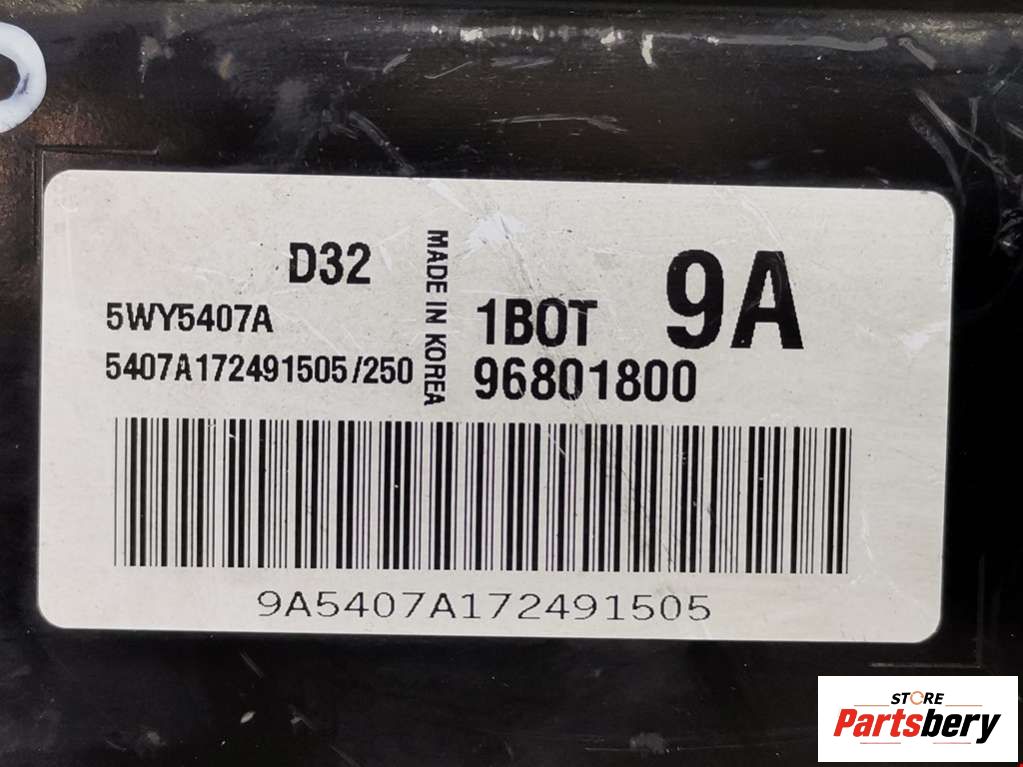 D32
5WY5407A
5407A172491505/250
MADE IN KOREA
1BOT
9A
96801800
9A5407A172491505
STORE
Partsbery